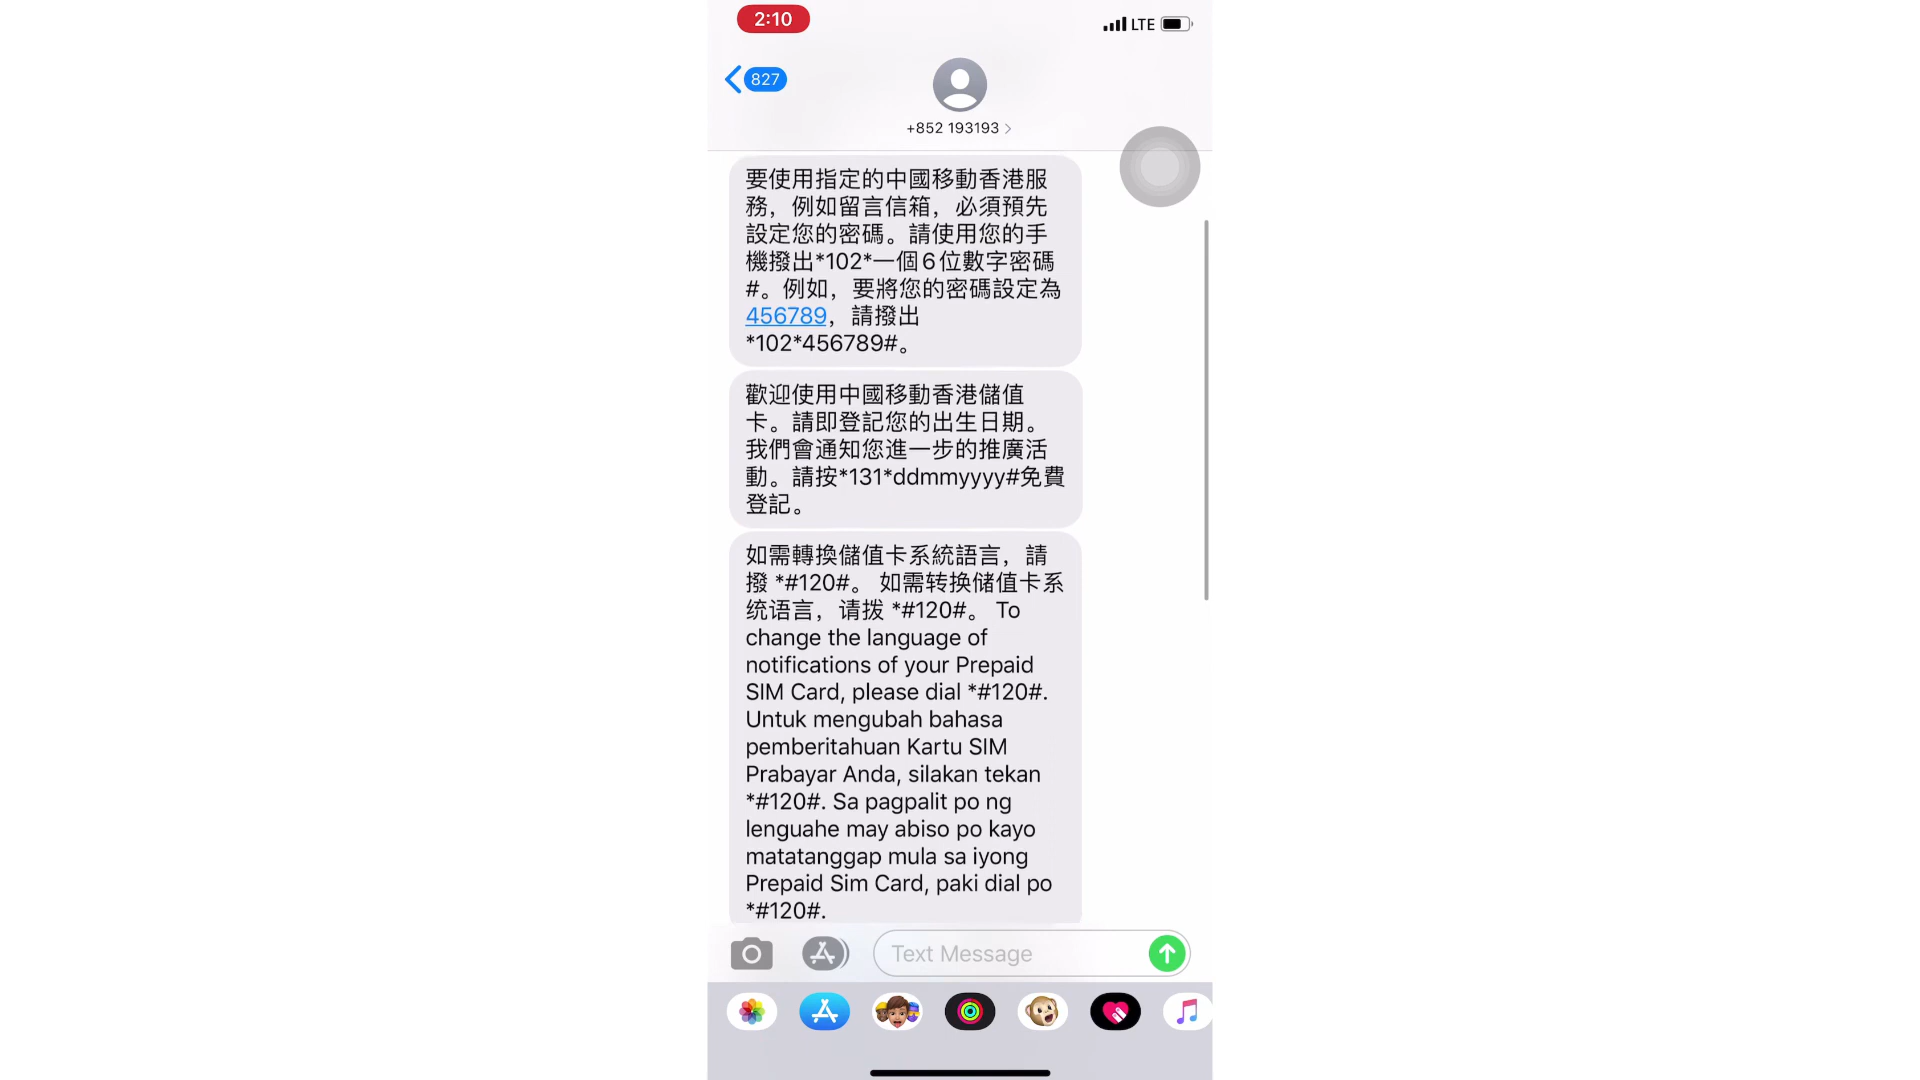 2:10
LTE
827
+852 193193
要使用指定的中國移動香港服
務，例如留言信箱，必須預先
設定您的密碼。請使用您的手
機撥出*102*一個6位數字密碼
#。例如，要將您的密碼設定為
456789，請撥出
*102*456789#。
歡迎使用中國移動香港儲值
卡。請即登記您的出生日期。
我們會通知您進一步的推廣活
動。請按*131*ddmmyyyy#免費
登記。
如需轉換儲值卡系統語言，請
撥 *#120#。 如需转换储值卡系
统语言，请拨 *#120#。 To
change the language of
notifications of your Prepaid
SIM Card, please dial *#120#.
Untuk mengubah bahasa
pemberitahuan Kartu SIM
Prabayar Anda, silakan tekan
*#120#. Sa pagpalit po ng
lenguahe may abiso po kayo
matatanggap mula sa iyong
Prepaid Sim Card, paki dial po
*#120#.
Text Message